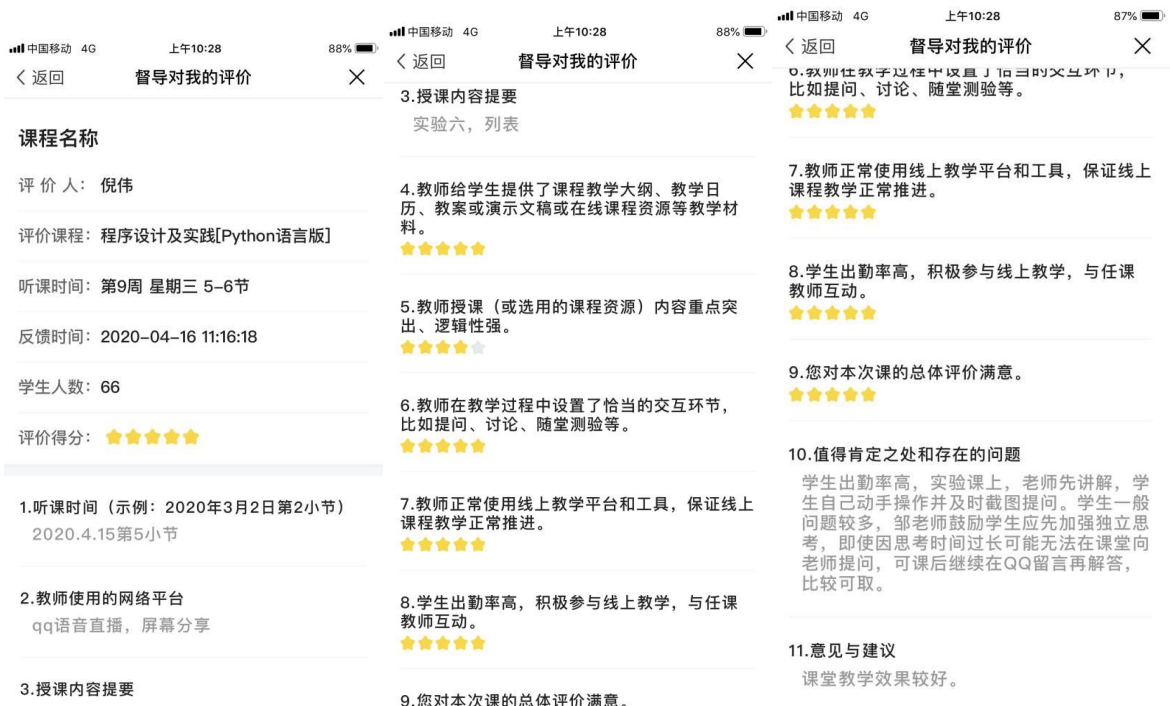 中国移动 4G 上午10:28 88%
返回 督导对我的评价
课程名称
评 价 人： 倪伟
评价课程：程序设计及实践[Python语言版]
听课时间：第9周 星期三 5-6节
反馈时间：2020-04-16 11:16:18
学生人数：66
评价得分：
1.听课时间（示例：2020年3月2日第2小节）
2020.4.15第5小节
2.教师使用的网络平台
qq语音直播，屏幕分享
3.授课内容提要
中国移动 4G 上午10:28 88%
返回 督导对我的评价
3.授课内容提要
实验六，列表
4.教师给学生提供了课程教学大纲、教学日
历、教案或演示文稿或在线课程资源等教学材
料。
5.教师授课（或选用的课程资源）内容重点突
出、逻辑性强。
6.教师在教学过程中设置了恰当的交互环节，
比如提问、讨论、随堂测验等。
7.教师正常使用线上教学平台和工具，保证线上
课程教学正常推进。
8.学生出勤率高，积极参与线上教学，与任课
教师互动。
9.您对本次课的总体评价满意。
中国移动 4G 上午10:28 87%
返回 督导对我的评价
6.教师在教学过程中设置了恰当的交互环节，
比如提问、讨论、随堂测验等。
7.教师正常使用线上教学平台和工具，保证线上
课程教学正常推进。
8.学生出勤率高，积极参与线上教学，与任课
教师互动。
9.您对本次课的总体评价满意。
10.值得肯定之处和存在的问题
学生出勤率高，实验课上，老师先讲解，学
生自己动手操作并及时截图提问。学生一般
问题较多，邹老师鼓励学生应先加强独立思
考，即使因思考时间过长可能无法在课堂向
老师提问，可课后继续在QQ留言再解答，
比较可取。
11.意见与建议
课堂教学效果较好。